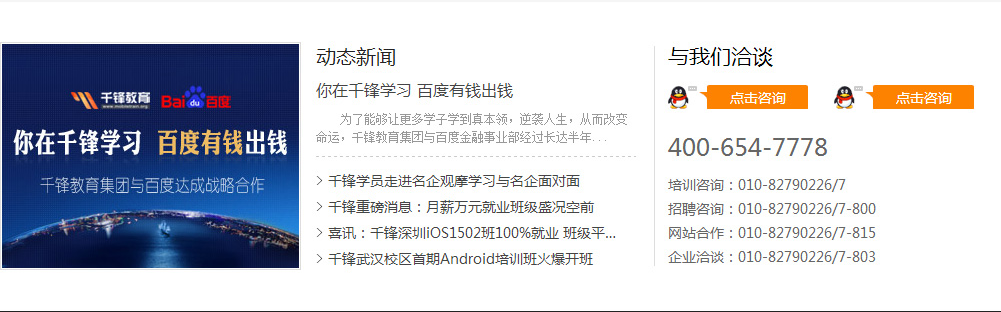 千锋教育
www.mobiletrain.org
Bai du 百度
你在千锋学习 百度有钱出钱
千锋教育集团与百度达成战略合作
动态新闻
你在千锋学习 百度有钱出钱
为了能够让更多学子学到真本领，逆袭人生，从而改变
命运，千锋教育集团与百度金融事业部经过长达半年...
千锋学员走进名企观摩学习与名企面对面
千锋重磅消息：月薪万元就业班级盛况空前
喜讯：千锋深圳iOS1502班100%就业 班级平...
千锋武汉校区首期Android培训班火爆开班
与我们洽谈
点击咨询 点击咨询
400-654-7778
培训咨询：010-82790226/7
招聘咨询：010-82790226/7-800
网站合作：010-82790226/7-815
企业洽谈：010-82790226/7-803